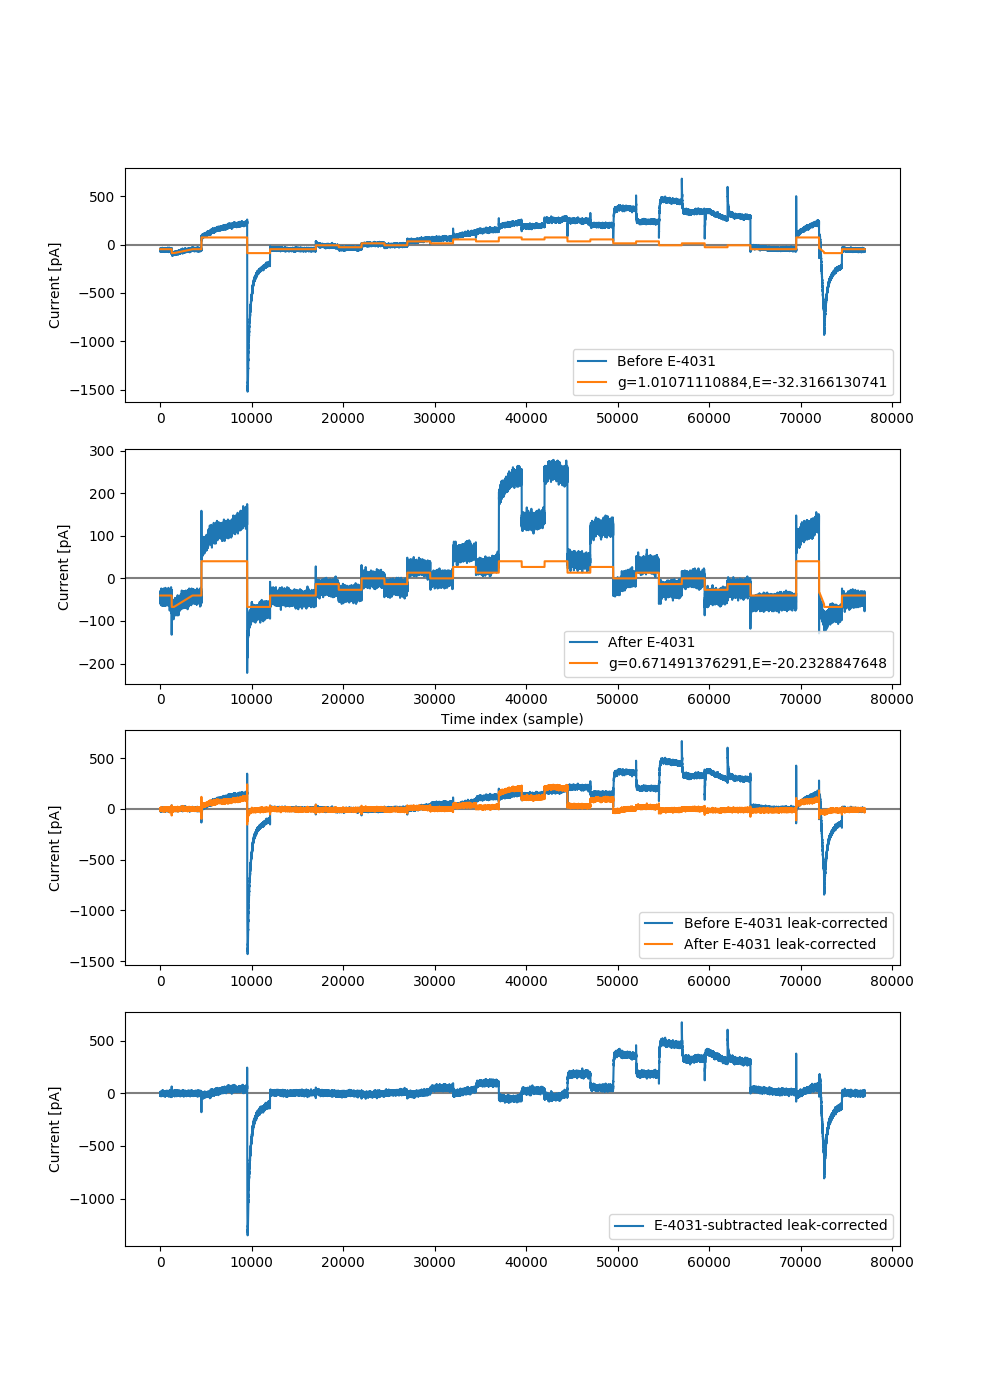 500
0
−500
−1000
−1500
Current [pA]
Before E-4031
g=1.01071110884,E=-32.3166130741
0 10000 20000 30000 40000 50000 60000 70000 80000
300
200
100
0
−100
−200
Current [pA]
After E-4031
g=0.671491376291,E=-20.2328847648
0 10000 20000 30000 40000 50000 60000 70000 80000
Time index (sample)
500
0
−500
−1000
−1500
Current [pA]
Before E-4031 leak-corrected
After E-4031 leak-corrected
0 10000 20000 30000 40000 50000 60000 70000 80000
500
0
−500
−1000
Current [pA]
E-4031-subtracted leak-corrected
0 10000 20000 30000 40000 50000 60000 70000 80000